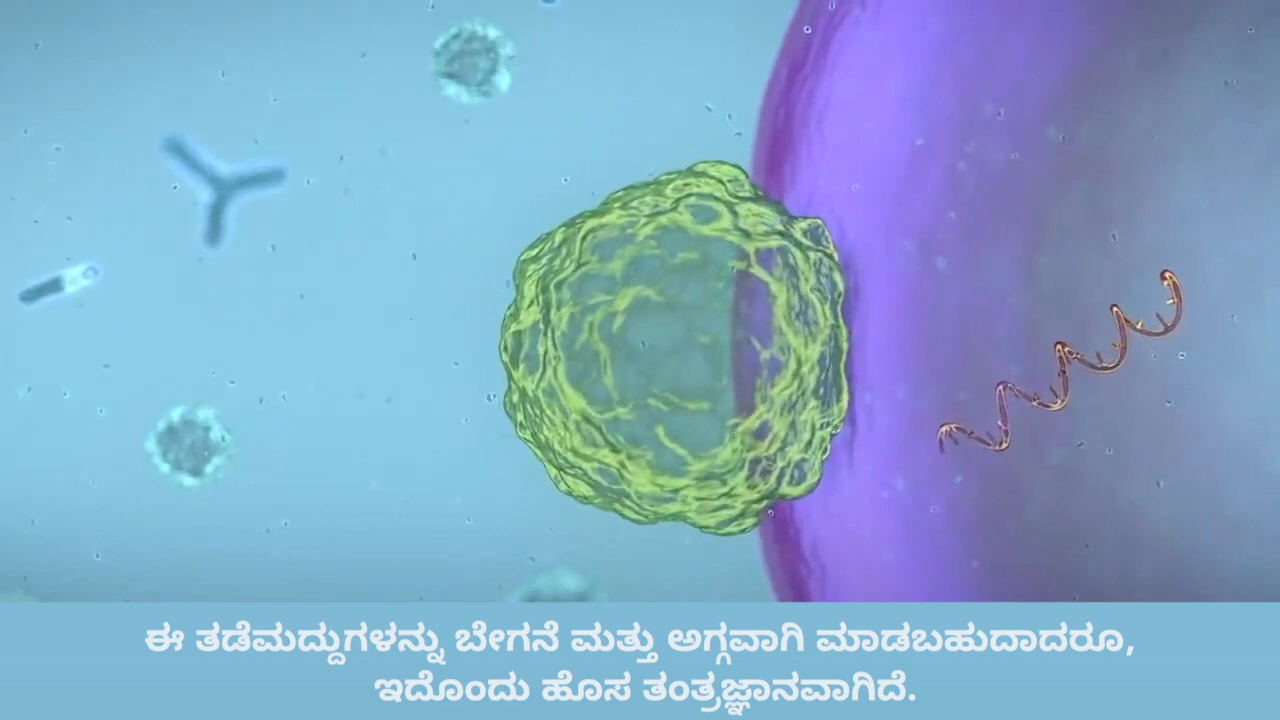 ಈ ತಡೆಮದ್ದುಗಳನ್ನು ಬೇಗನೆ ಮತ್ತು ಅಗ್ಗವಾಗಿ ಮಾಡಬಹುದಾದರೂ,
ಇದೊಂದು ಹೊಸ ತಂತ್ರಜ್ಞಾನವಾಗಿದೆ.